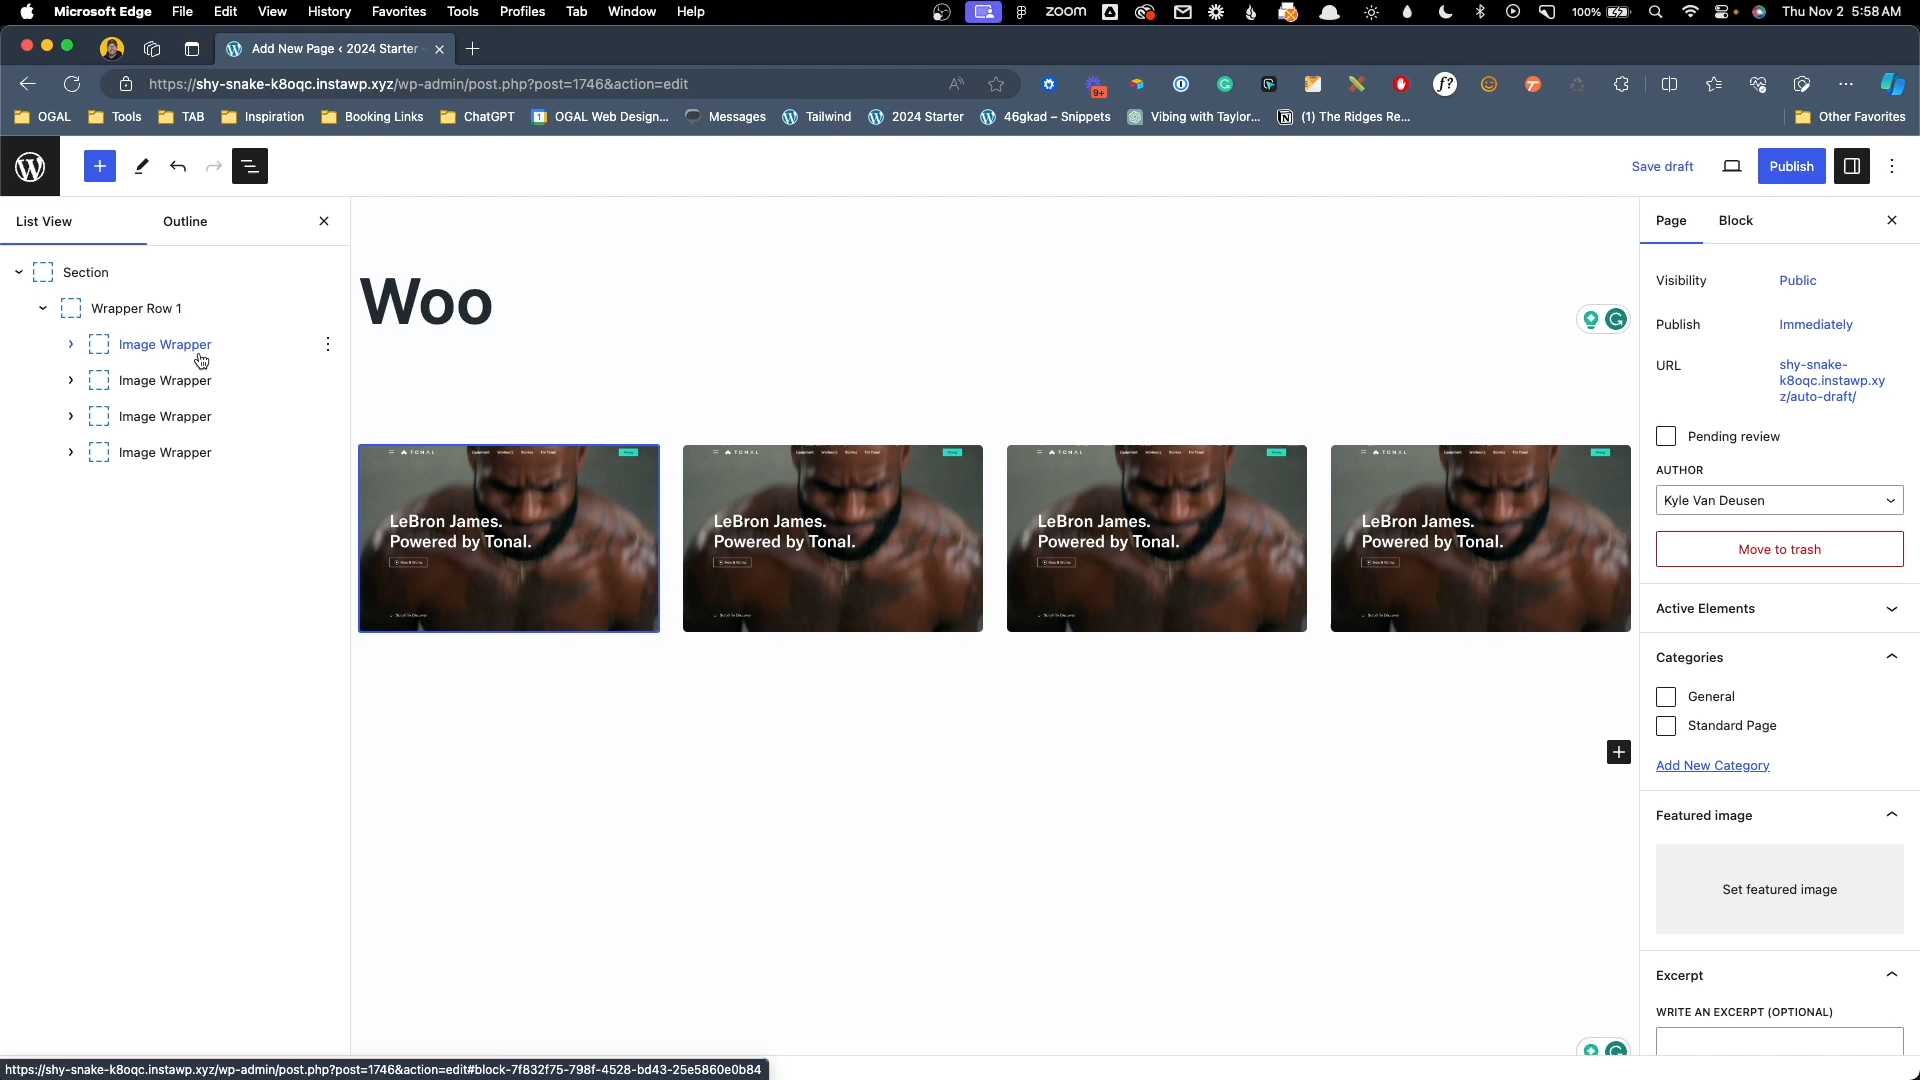 Microsoft Edge File Edit View History Favorites Tools Profiles Tab Window Help
zoom 100% Thu Nov 2 5:58 AM
Add New Page ‹ 2024 Starter
https://shy-snake-k8oqc.instawp.xyz/wp-admin/post.php?post=1746&action=edit
9+
f?
OGAL Tools TAB Inspiration Booking Links ChatGPT OGAL Web Design... Messages Tailwind 2024 Starter 46gkad – Snippets Vibing with Taylor... (1) The Ridges Re... Other Favorites
Save draft Publish
List View Outline
Section
Wrapper Row 1
Image Wrapper
Image Wrapper
Image Wrapper
Image Wrapper
Woo
TONAL
LeBron James.
Powered by Tonal.
TONAL
LeBron James.
Powered by Tonal.
TONAL
LeBron James.
Powered by Tonal.
TONAL
LeBron James.
Powered by Tonal.
Page Block
Visibility Public
Publish Immediately
URL shy-snake-
k8oqc.instawp.xy
z/auto-draft/
Pending review
AUTHOR
Kyle Van Deusen
Move to trash
Active Elements
Categories
General
Standard Page
Add New Category
Featured image
Set featured image
Excerpt
WRITE AN EXCERPT (OPTIONAL)
https://shy-snake-k8oqc.instawp.xyz/wp-admin/post.php?post=1746&action=edit#block-7f832f75-798f-4528-bd43-25e5860e0b84